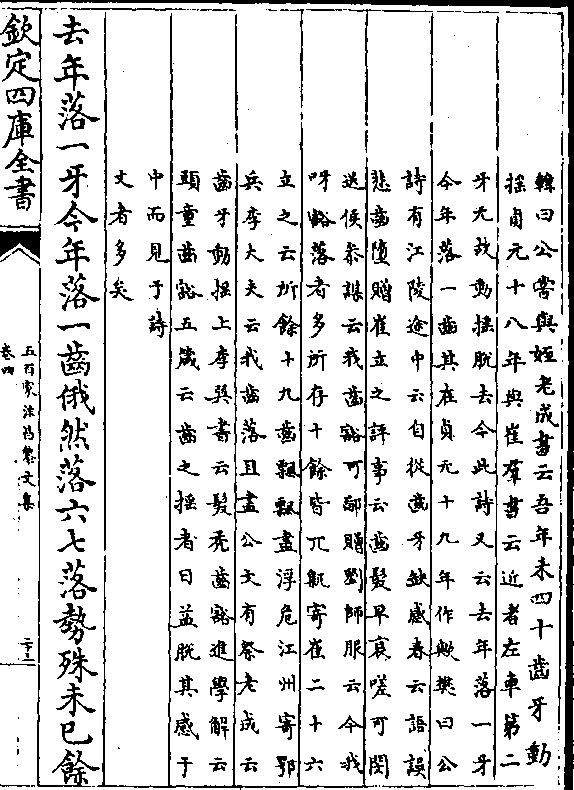 韓曰公嘗與姪老成書云吾年未四十齒牙動
揺貞元十八年與崔羣書云近者左車第二
牙无故動揺脱去今此詩又云去年落一牙
今年落一齒其在貞元十九年作歟樊曰公
詩有江陵途中云自從齒牙缺感春云語誤
悲齒墮贈崔立之評事云齒髮早衰嗟可閔
送侯參謀云我齒豁可鄙贈劉師服云今我
呀豁落者多所存十餘皆兀臲寄崔二十六
立之云所餘十九齒飄飄盡浮危江州寄鄂
兵李大夫云我齒落且盡公文有祭老成云
齒牙動揺上李巽書云髮禿齒豁進學解云
頭童齒豁五箴云齒之揺者日益脱其感于
中而見于詩
文者多矣
去年落一牙今年落一齒俄然落六七落勢殊未已餘
欽定四庫全書
五百家注昌黎文集
卷四
二十三